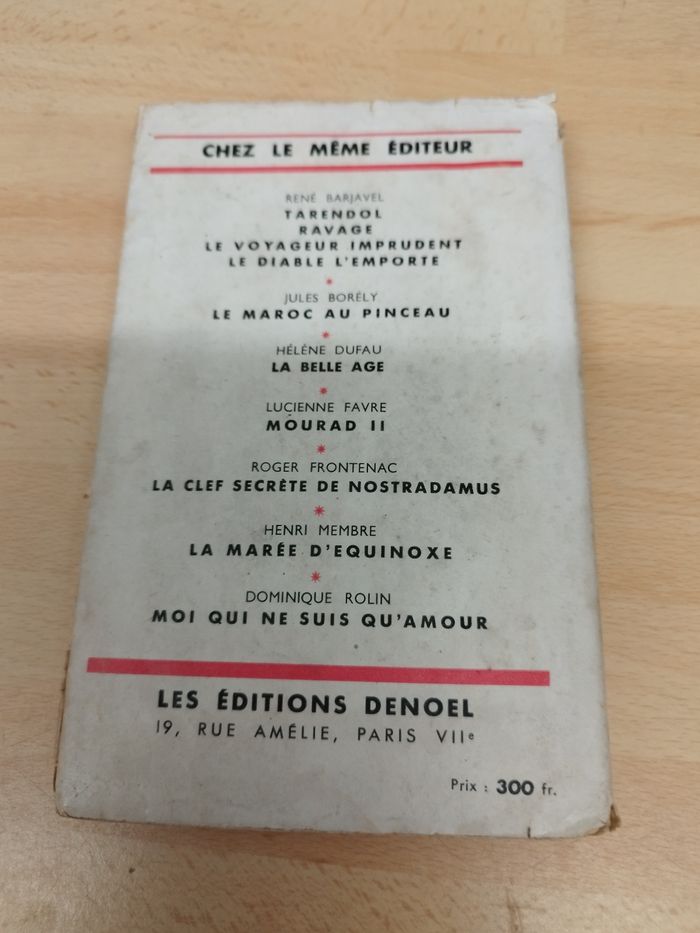 CHEZ LE MÊME ÉDITEUR
RENÉ BARJAVEL
TARENDOL
RAVAGE
LE VOYAGEUR IMPRUDENT
LE DIABLE L'EMPORTE
JULES BORÉLY
LE MAROC AU PINCEAU
HÉLÉNE DUFAU
LA BELLE AGE
LUCIENNE FAVRE
MOURAD II
ROGER FRONTENAC
LA CLEF SECRÈTE DE NOSTRADAMUS
HENRI MEMBRE
LA MARÉE D'EQUINOXE
DOMINIQUE ROLIN
MOI QUI NE SUIS QU'AMOUR
LES ÉDITIONS DENOEL
19, RUE AMÉLIE, PARIS VIIe
Prix : 300 fr.